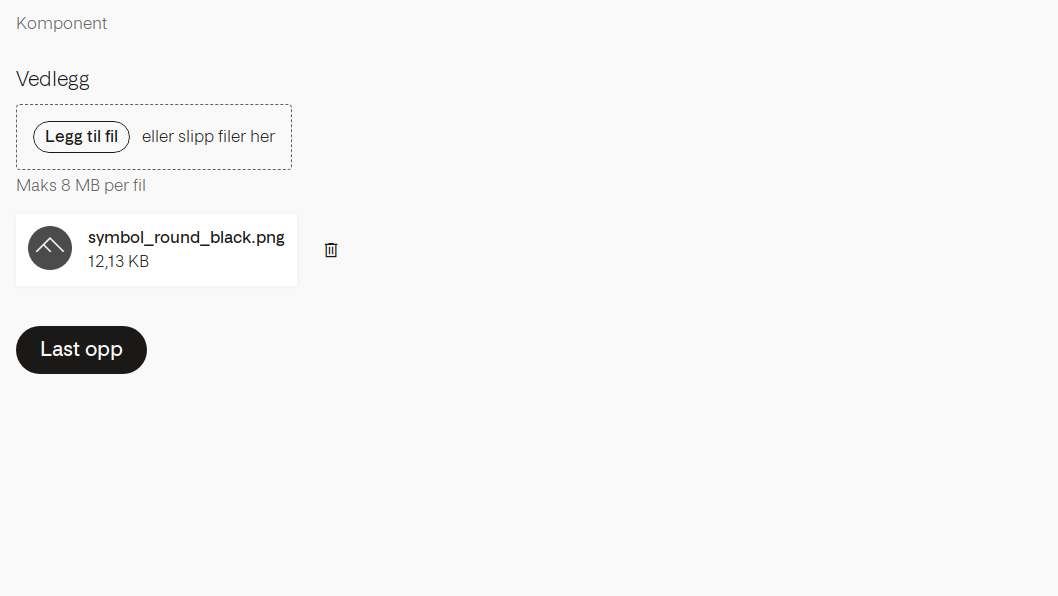 Komponent
Vedlegg
Legg til fil eller slipp filer her
Maks 8 MB per fil
symbol_round_black.png
12,13 KB
Last opp